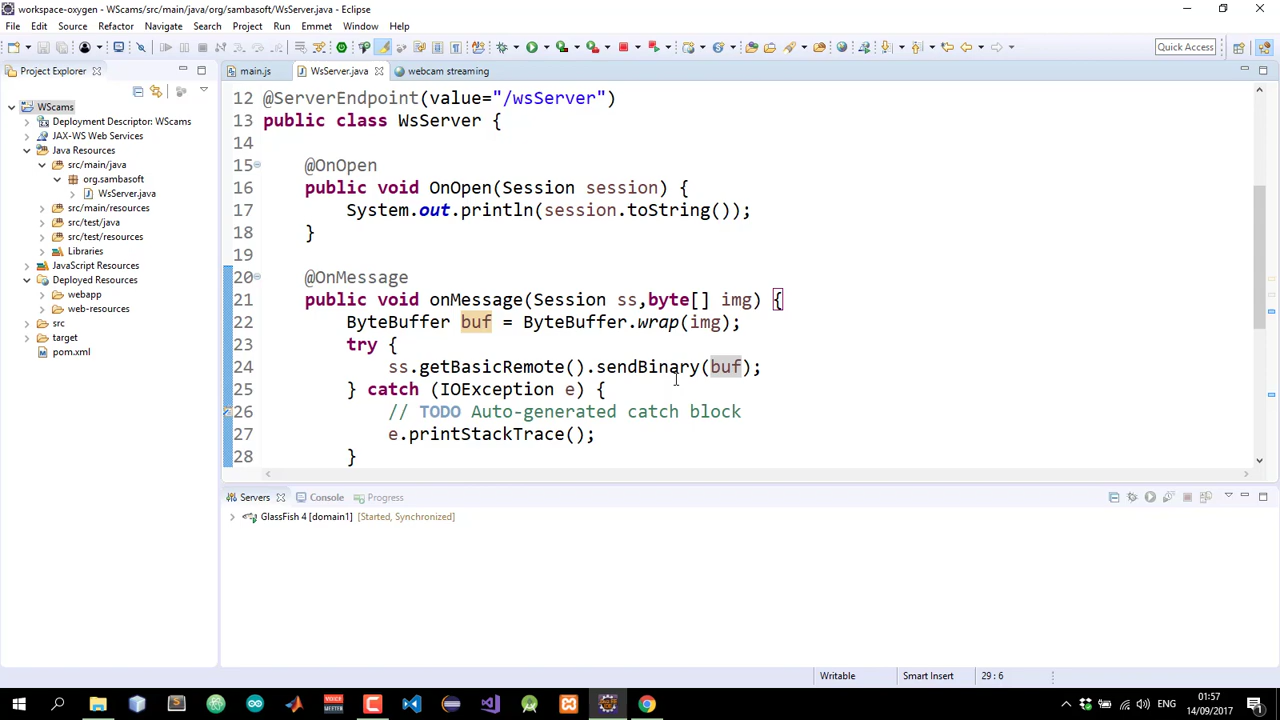 workspace-oxygen - WScams/src/main/java/org/sambasoft/WsServer.java - Eclipse
File Edit Source Refactor Navigate Search Project Run Emmet Window Help
Quick Access
Project Explorer
main.js WsServer.java webcam streaming
WScams
Deployment Descriptor: WScams
JAX-WS Web Services
Java Resources
src/main/java
org.sambasoft
WsServer.java
src/main/resources
src/test/java
src/test/resources
Libraries
JavaScript Resources
Deployed Resources
webapp
web-resources
src
target
pom.xml
12 @ServerEndpoint(value="/wsServer")
13 public class WsServer {
14
15 @OnOpen
16 public void OnOpen(Session session) {
17 System.out.println(session.toString());
18 }
19
20 @OnMessage
21 public void onMessage(Session ss,byte[] img) {
22 ByteBuffer buf = ByteBuffer.wrap(img);
23 try {
24 ss.getBasicRemote().sendBinary(buf);
25 } catch (IOException e) {
26 // TODO Auto-generated catch block
27 e.printStackTrace();
28 }
Servers Console Progress
GlassFish 4 [domain1] [Started, Synchronized]
Writable Smart Insert 29 : 6
VOICE MEETER
ENG
01:57
14/09/2017